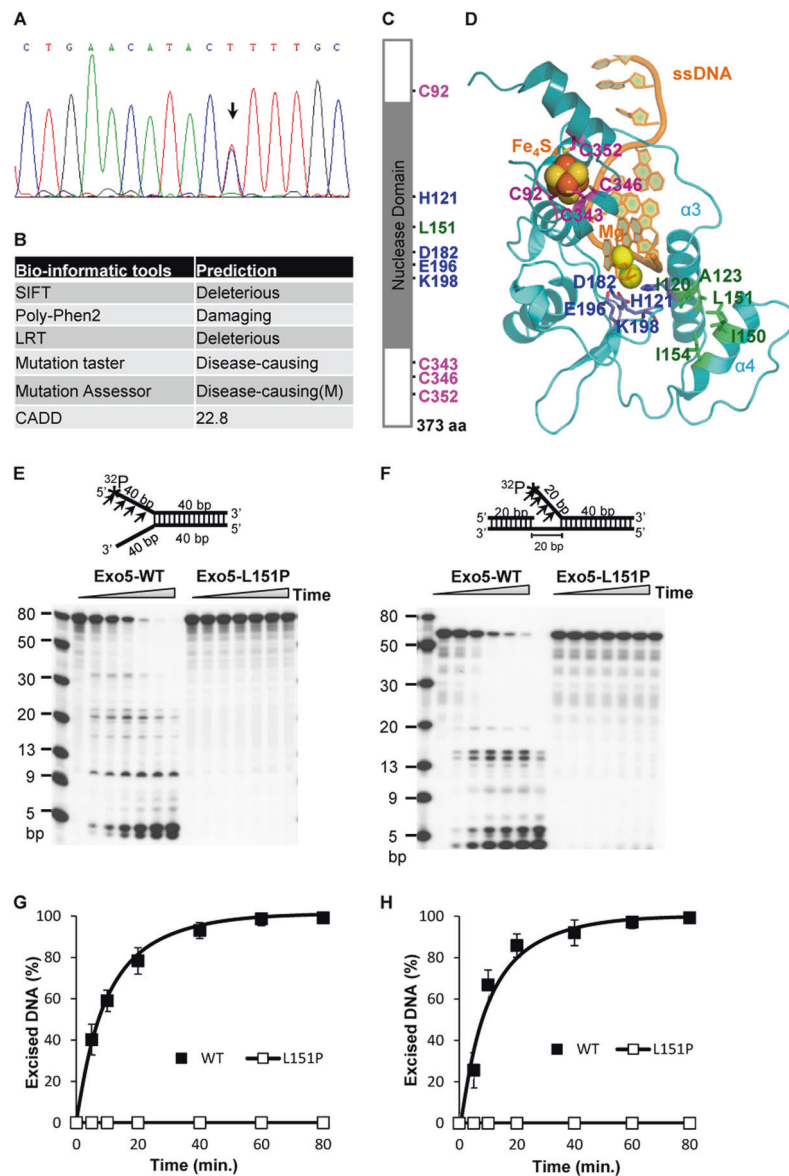 A
C T G A A C A T A C T T T T G C
B
Bio-informatic tools Prediction
SIFT Deleterious
Poly-Phen2 Damaging
LRT Deleterious
Mutation taster Disease-causing
Mutation Assessor Disease-causing(M)
CADD 22.8
C
C92
Nuclease Domain
H121
L151
D182
E196
K198
C343
C346
C352
373 aa
D
ssDNA
Fe4S
C352
C92
C346
C343
Mg
α3
D182
I120
A123
H121
L151
E196
K198
I150
I154
α4
E
32P
5'
40 bp
40 bp
3'
5'
3'
40 bp
40 bp
Exo5-WT Exo5-L151P
Time
80
50
30
20
13
9
5
bp
F
32P
20 bp
20 bp
40 bp
3'
5'
20 bp
Exo5-WT Exo5-L151P
Time
80
50
30
20
13
9
5
bp
G
Excised DNA (%)
100
80
60
40
20
0
WT L151P
0 20 40 60 80
Time (min.)
H
Excised DNA (%)
100
80
60
40
20
0
WT L151P
0 20 40 60 80
Time (min.)